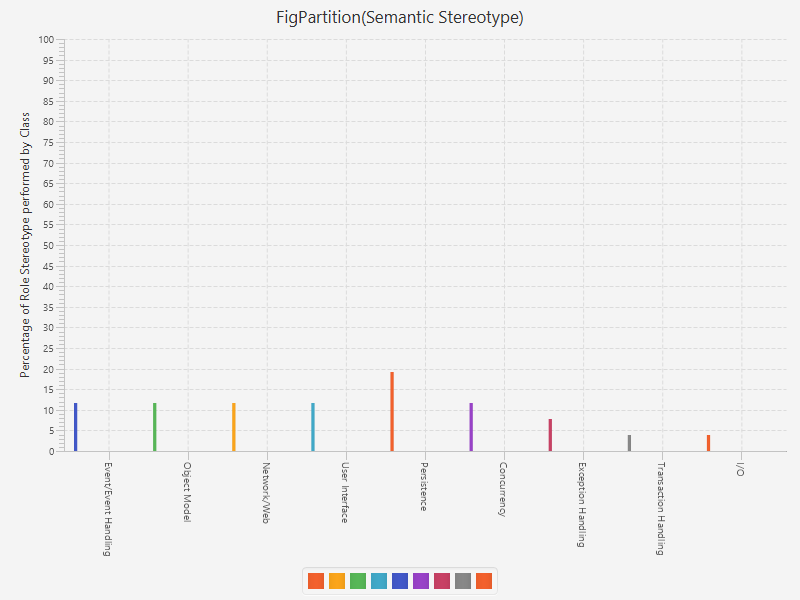 FigPartition(Semantic Stereotype)
Percentage of Role Stereotype performed by Class
100
95
90
85
80
75
70
65
60
55
50
45
40
35
30
25
20
15
10
5
0
Event/Event Handling
Object Model
Network/Web
User Interface
Persistence
Concurrency
Exception Handling
Transaction Handling
I/O